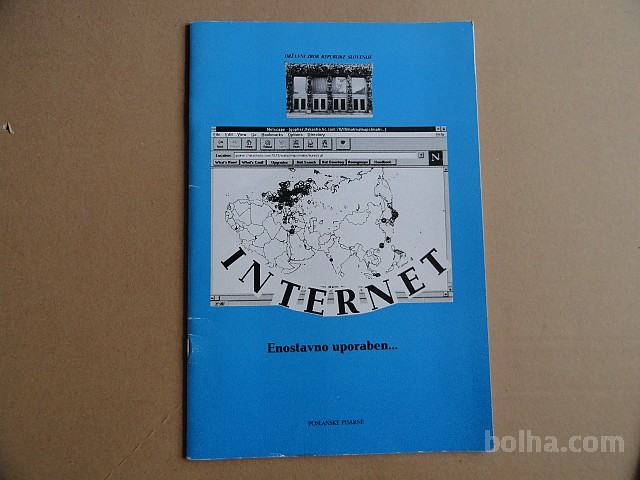 DRŽAVNI ZBOR REPUBLIKE SLOVENIJE
Netscape
File Edit View Go Bookmarks Options Directory Help
Location:
What's New! What's Cool! Upgrades Net Search Net Directory Newsgroups Handbook
N
INTERNET
Enostavno uporaben...
POSLANSKE PISARNE
bolha.com